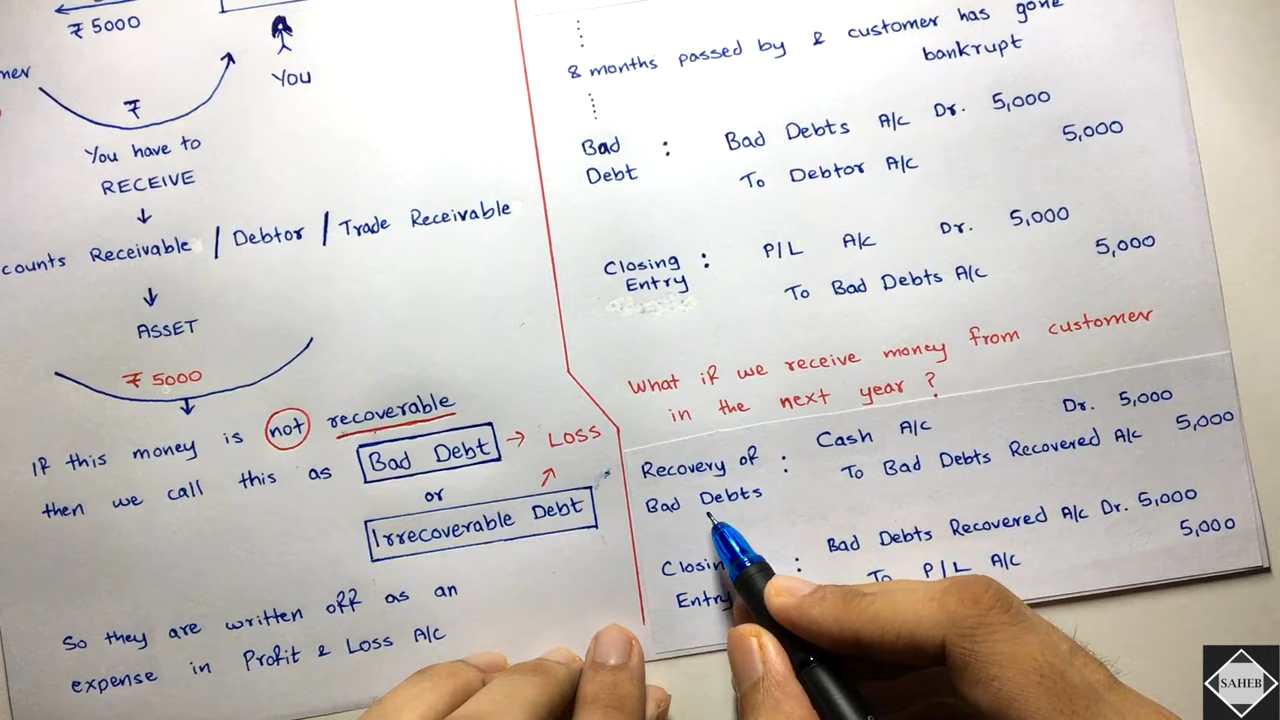 ₹ 5000
₹
YOU
You have to
RECEIVE
counts Receivable / Debtor / Trade Receivable
ASSET
₹ 5000
If this money is not recoverable
then we call this as Bad Debt → LOSS
or
Irrecoverable Debt
So they are written off as an
expense in Profit & Loss A/c
8 months passed by & customer has gone
bankrupt
Bad Debt : Bad Debts A/c Dr. 5,000
To Debtor A/c 5,000
Closing Entry : P/L A/c Dr. 5,000
To Bad Debts A/c 5,000
What if we receive money from customer
in the next year ?
Recovery of Bad Debts : Cash A/c Dr. 5,000
To Bad Debts Recovered A/c 5,000
Closing Entry : Bad Debts Recovered A/c Dr. 5,000
To P/L A/c 5,000
SAHEB